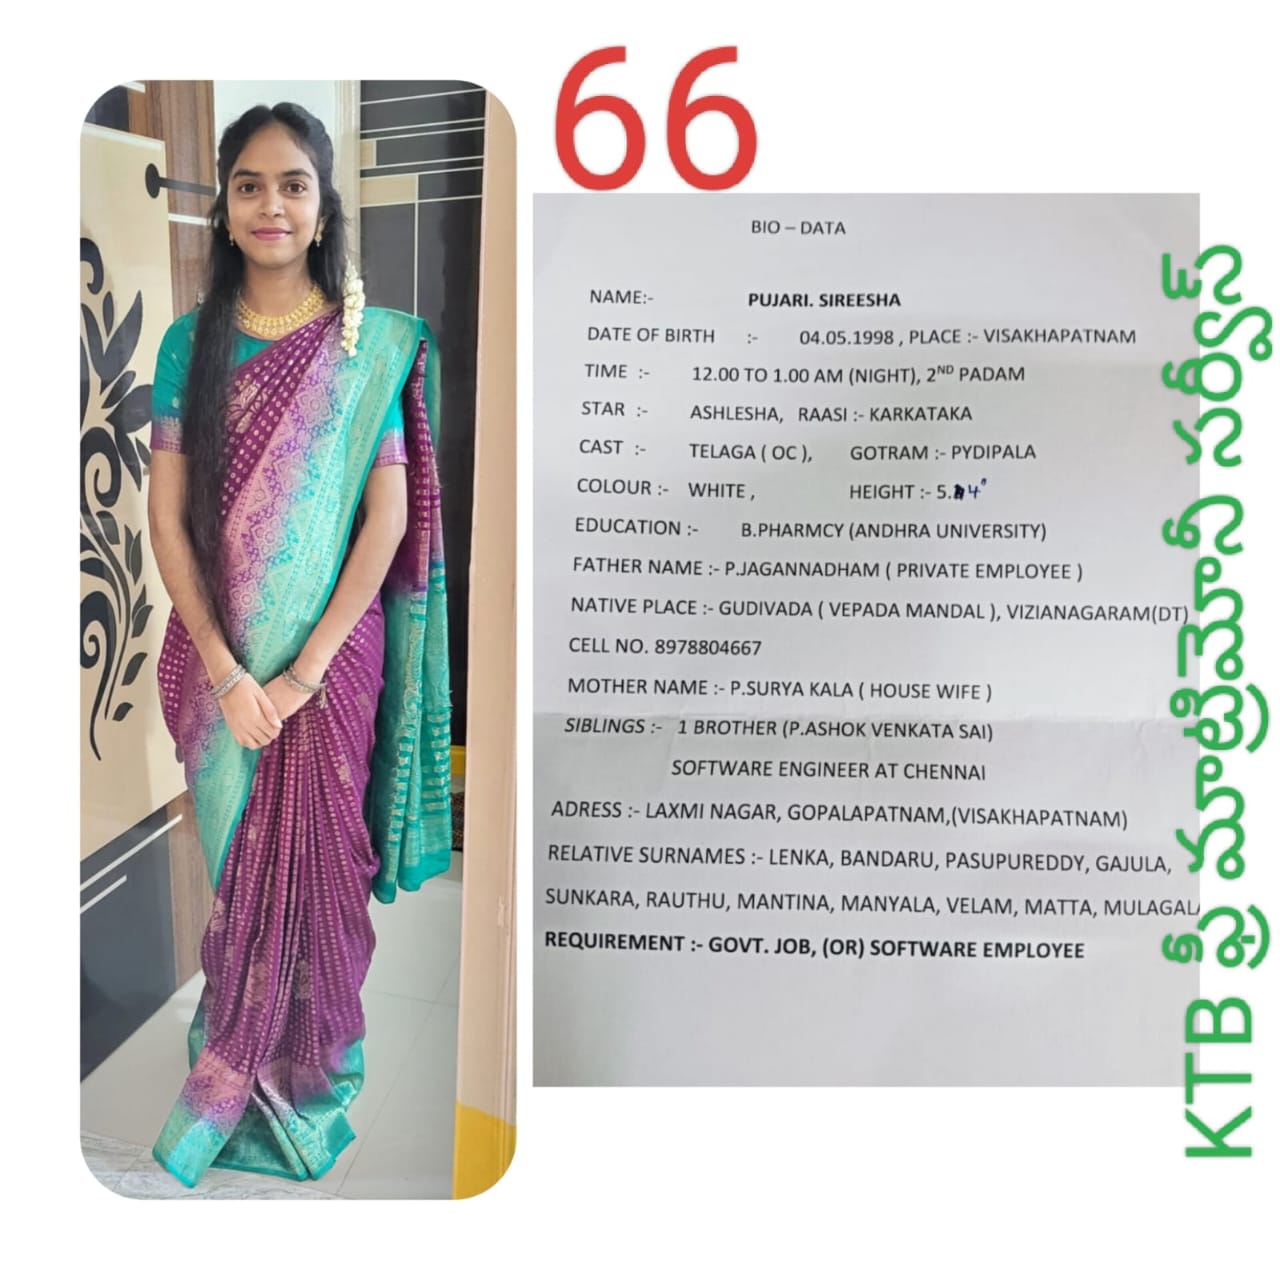 66
BIO – DATA
NAME:- PUJARI. SIREESHA
DATE OF BIRTH :- 04.05.1998 , PLACE :- VISAKHAPATNAM
TIME :- 12.00 TO 1.00 AM (NIGHT), 2ND PADAM
STAR :- ASHLESHA, RAASI :- KARKATAKA
CAST :- TELAGA ( OC ), GOTRAM :- PYDIPALA
COLOUR :- WHITE , HEIGHT :- 5.4"
EDUCATION :- B.PHARMCY (ANDHRA UNIVERSITY)
FATHER NAME :- P.JAGANNADHAM ( PRIVATE EMPLOYEE )
NATIVE PLACE :- GUDIVADA ( VEPADA MANDAL ), VIZIANAGARAM(DT)
CELL NO. 8978804667
MOTHER NAME :- P.SURYA KALA ( HOUSE WIFE )
SIBLINGS :- 1 BROTHER (P.ASHOK VENKATA SAI)
SOFTWARE ENGINEER AT CHENNAI
ADRESS :- LAXMI NAGAR, GOPALAPATNAM,(VISAKHAPATNAM)
RELATIVE SURNAMES :- LENKA, BANDARU, PASUPUREDDY, GAJULA,
SUNKARA, RAUTHU, MANTINA, MANYALA, VELAM, MATTA, MULAGALA
REQUIREMENT :- GOVT. JOB, (OR) SOFTWARE EMPLOYEE
KTB ఫ్రీ మాట్రిమోనీ సర్వీస్